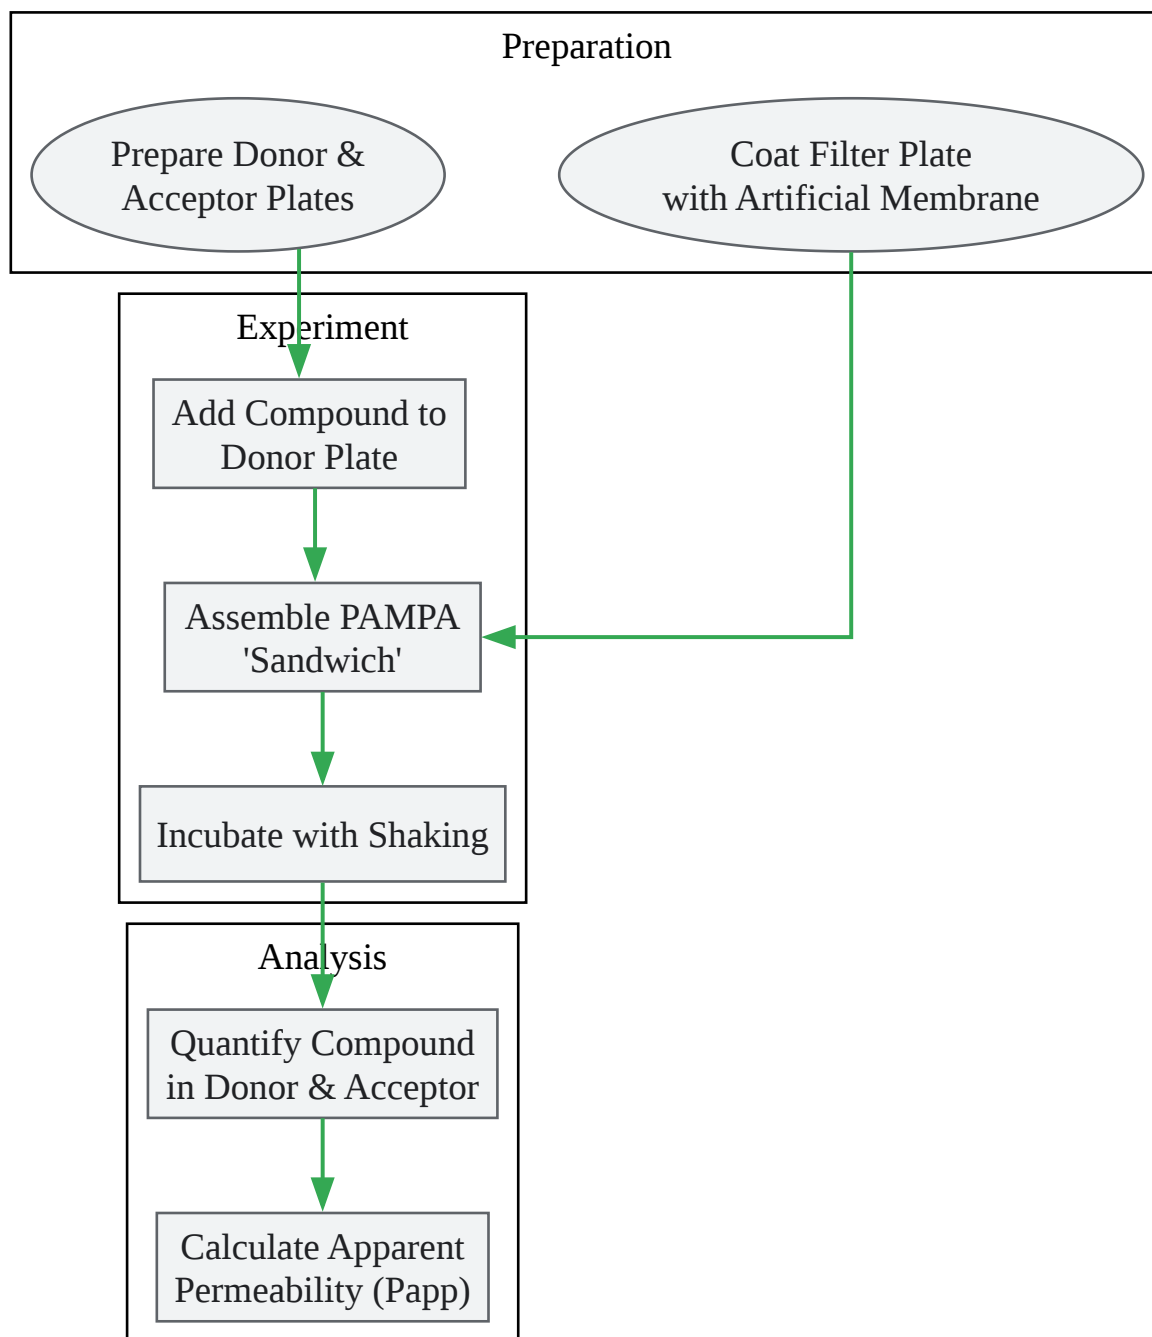 Preparation
Prepare Donor &
Acceptor Plates
Coat Filter Plate
with Artificial Membrane
Experiment
Add Compound to
Donor Plate
Assemble PAMPA
'Sandwich'
Incubate with Shaking
Analysis
Quantify Compound
in Donor & Acceptor
Calculate Apparent
Permeability (Papp)